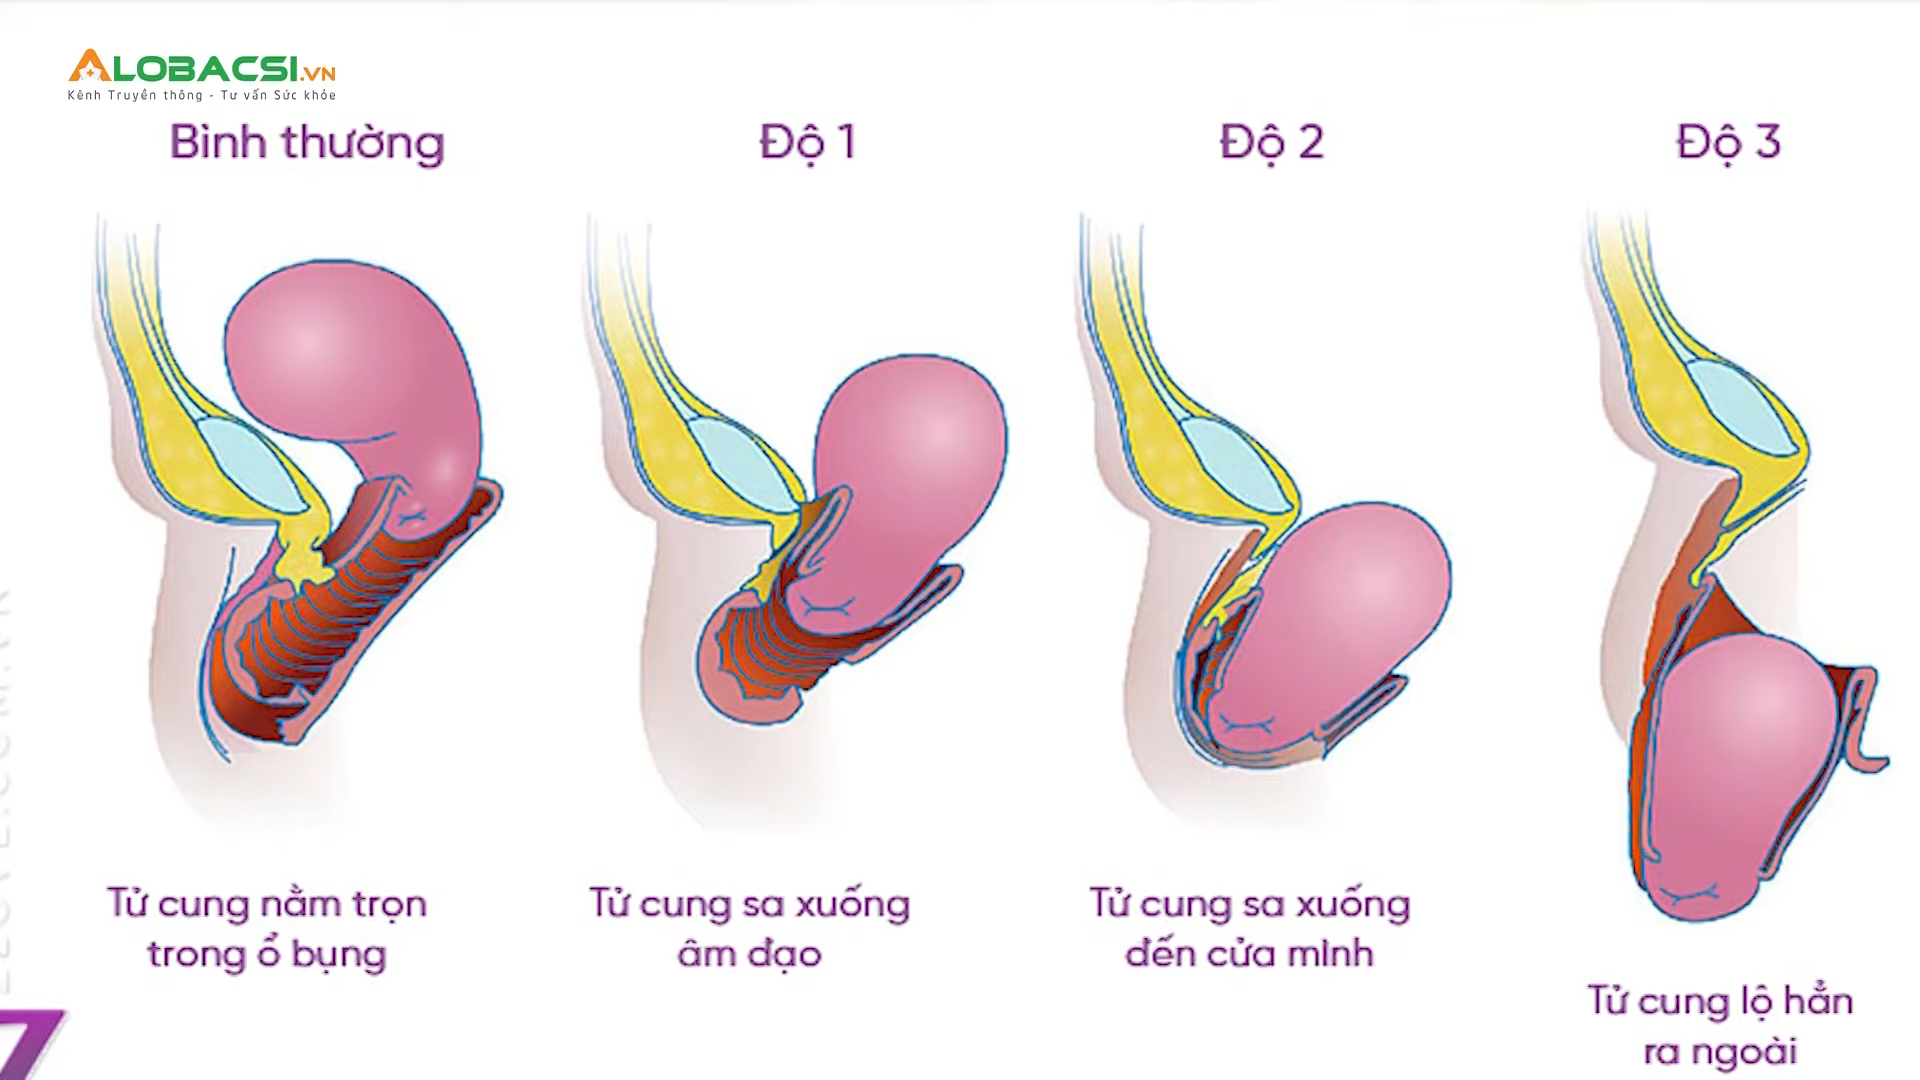 ALOBACSI.VN
Kênh Truyền thông - Tư vấn Sức khỏe
Bình thường
Độ 1
Độ 2
Độ 3
Tử cung nằm trọn
trong ổ bụng
Tử cung sa xuống
âm đạo
Tử cung sa xuống
đến cửa mình
Tử cung lộ hẳn
ra ngoài